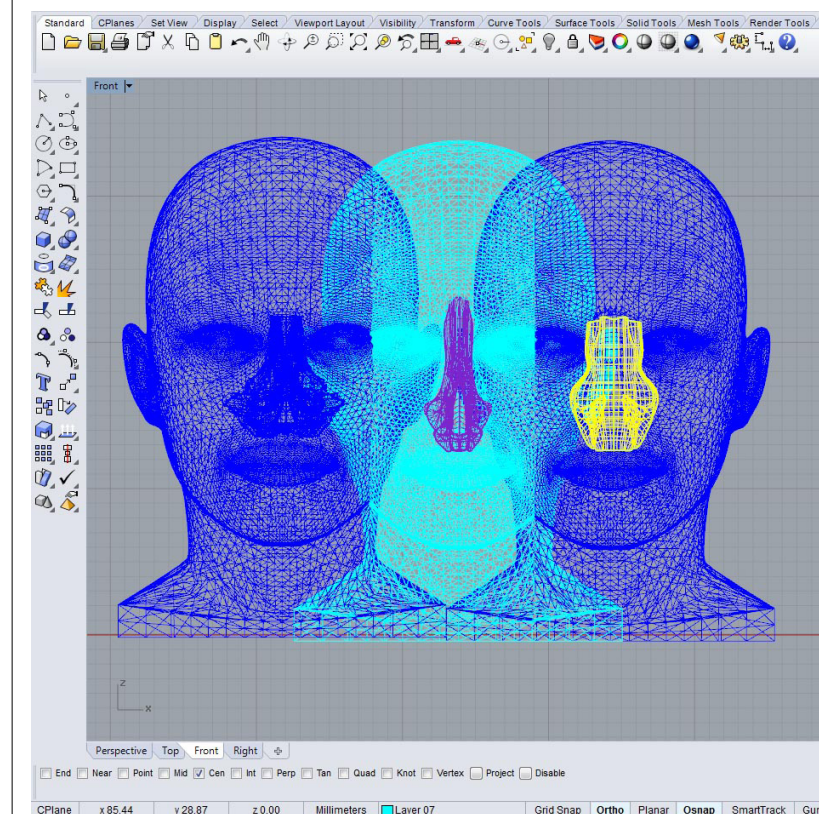 Standard CPlanes Set View Display Select Viewport Layout Visibility Transform Curve Tools Surface Tools Solid Tools Mesh Tools Render Tools
Front
z
x
Perspective Top Front Right
End Near Point Mid Cen Int Perp Tan Quad Knot Vertex Project Disable
CPlane x 85.44 y 28.87 z 0.00 Millimeters Layer 07 Grid Snap Ortho Planar Osnap SmartTrack